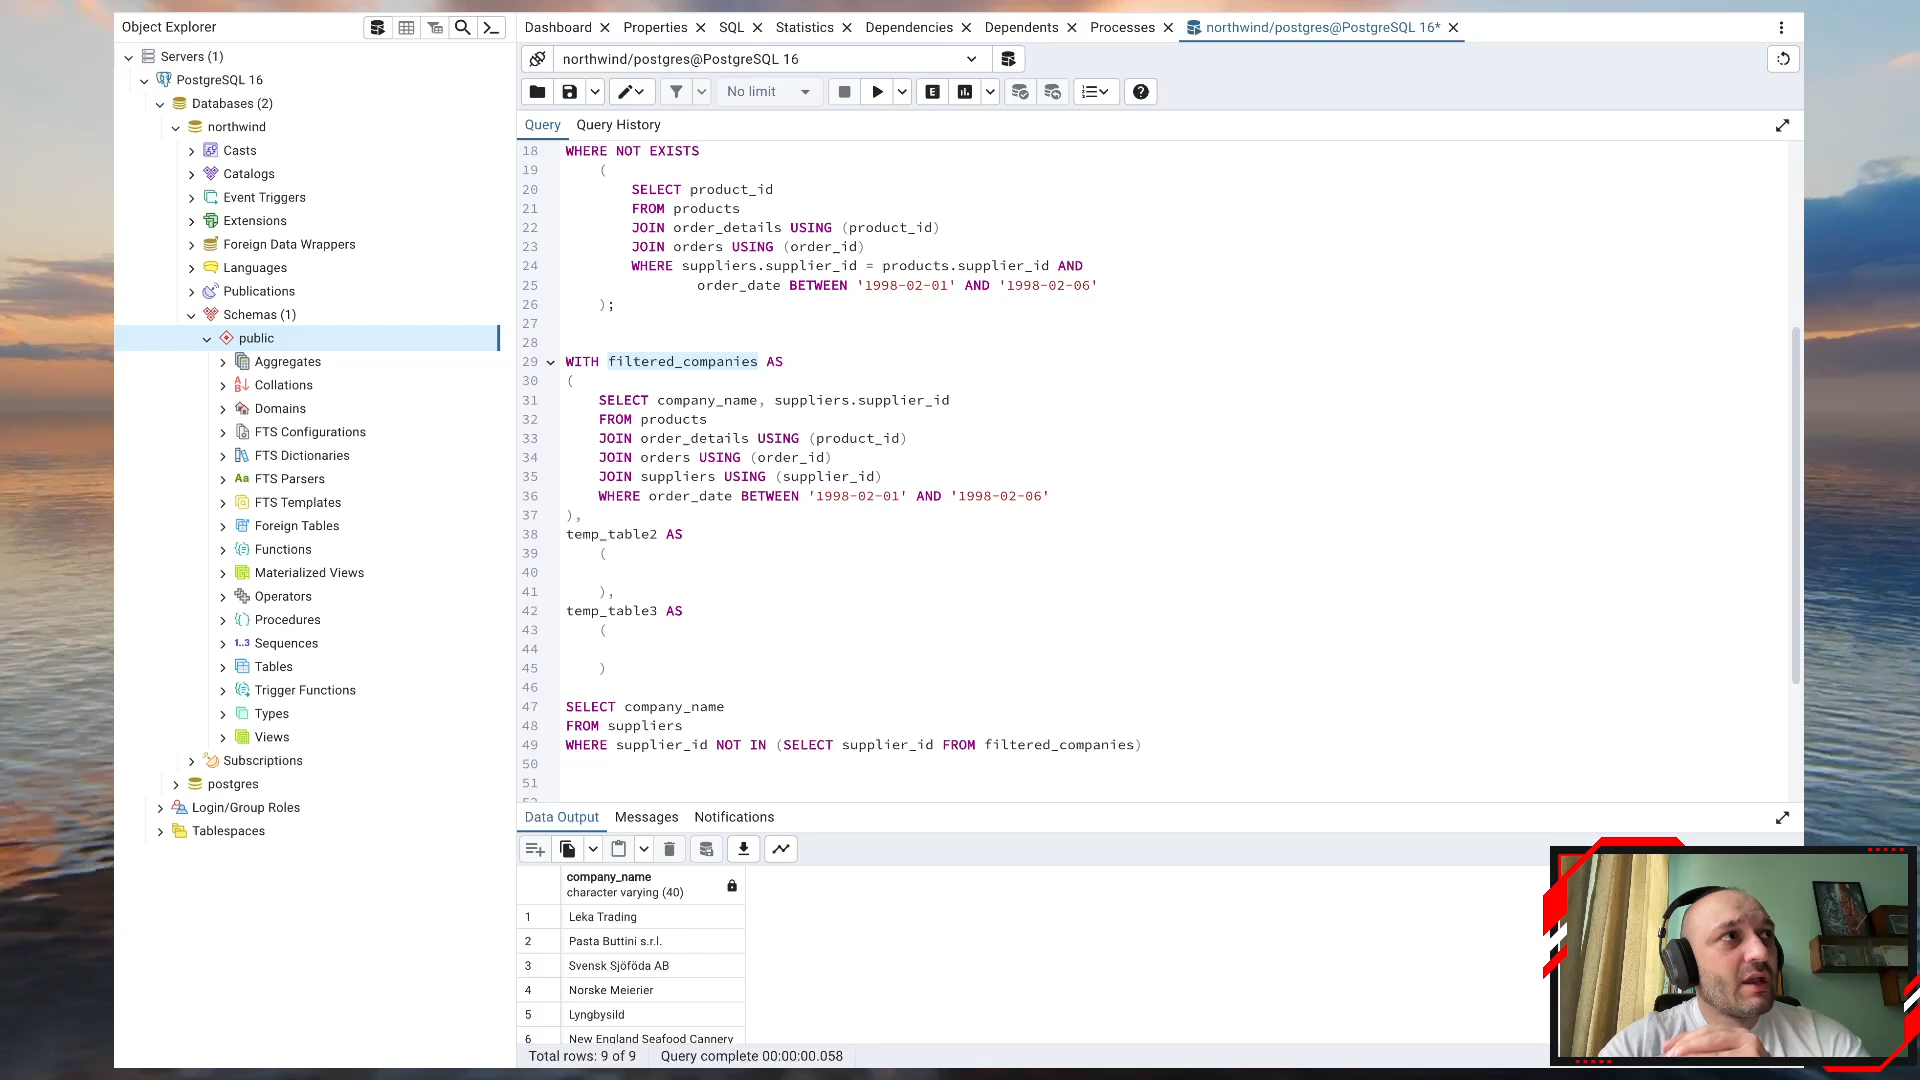 Object Explorer
Servers (1)
PostgreSQL 16
Databases (2)
northwind
Casts
Catalogs
Event Triggers
Extensions
Foreign Data Wrappers
Languages
Publications
Schemas (1)
public
Aggregates
Collations
Domains
FTS Configurations
FTS Dictionaries
Aa FTS Parsers
FTS Templates
Foreign Tables
Functions
Materialized Views
Operators
Procedures
1..3 Sequences
Tables
Trigger Functions
Types
Views
Subscriptions
postgres
Login/Group Roles
Tablespaces
Dashboard Properties SQL Statistics Dependencies Dependents Processes northwind/postgres@PostgreSQL 16*
northwind/postgres@PostgreSQL 16
No limit
Query Query History
18 WHERE NOT EXISTS
19 (
20 SELECT product_id
21 FROM products
22 JOIN order_details USING (product_id)
23 JOIN orders USING (order_id)
24 WHERE suppliers.supplier_id = products.supplier_id AND
25 order_date BETWEEN '1998-02-01' AND '1998-02-06'
26 );
27
28
29 WITH filtered_companies AS
30 (
31 SELECT company_name, suppliers.supplier_id
32 FROM products
33 JOIN order_details USING (product_id)
34 JOIN orders USING (order_id)
35 JOIN suppliers USING (supplier_id)
36 WHERE order_date BETWEEN '1998-02-01' AND '1998-02-06'
37 ),
38 temp_table2 AS
39 (
40
41 ),
42 temp_table3 AS
43 (
44
45 )
46
47 SELECT company_name
48 FROM suppliers
49 WHERE supplier_id NOT IN (SELECT supplier_id FROM filtered_companies)
50
51
Data Output Messages Notifications
company_name
character varying (40)
1 Leka Trading
2 Pasta Buttini s.r.l.
3 Svensk Sjöföda AB
4 Norske Meierier
5 Lyngbysild
6 New England Seafood Cannery
Total rows: 9 of 9 Query complete 00:00:00.058